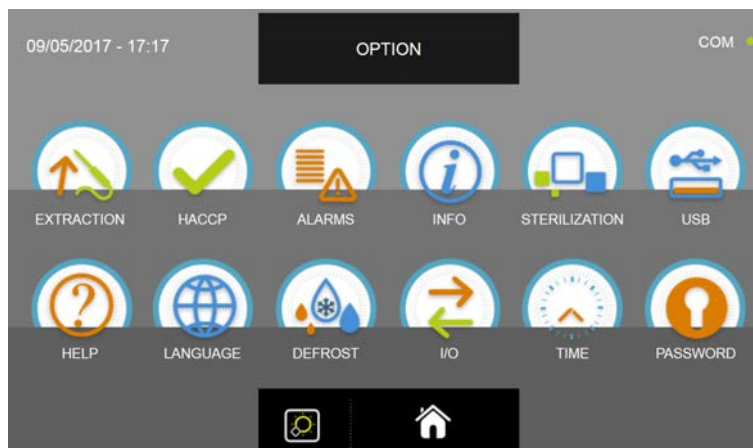 09/05/2017 - 17:17
OPTION
COM
EXTRACTION
HACCP
ALARMS
INFO
STERILIZATION
USB
HELP
LANGUAGE
DEFROST
I/O
TIME
PASSWORD